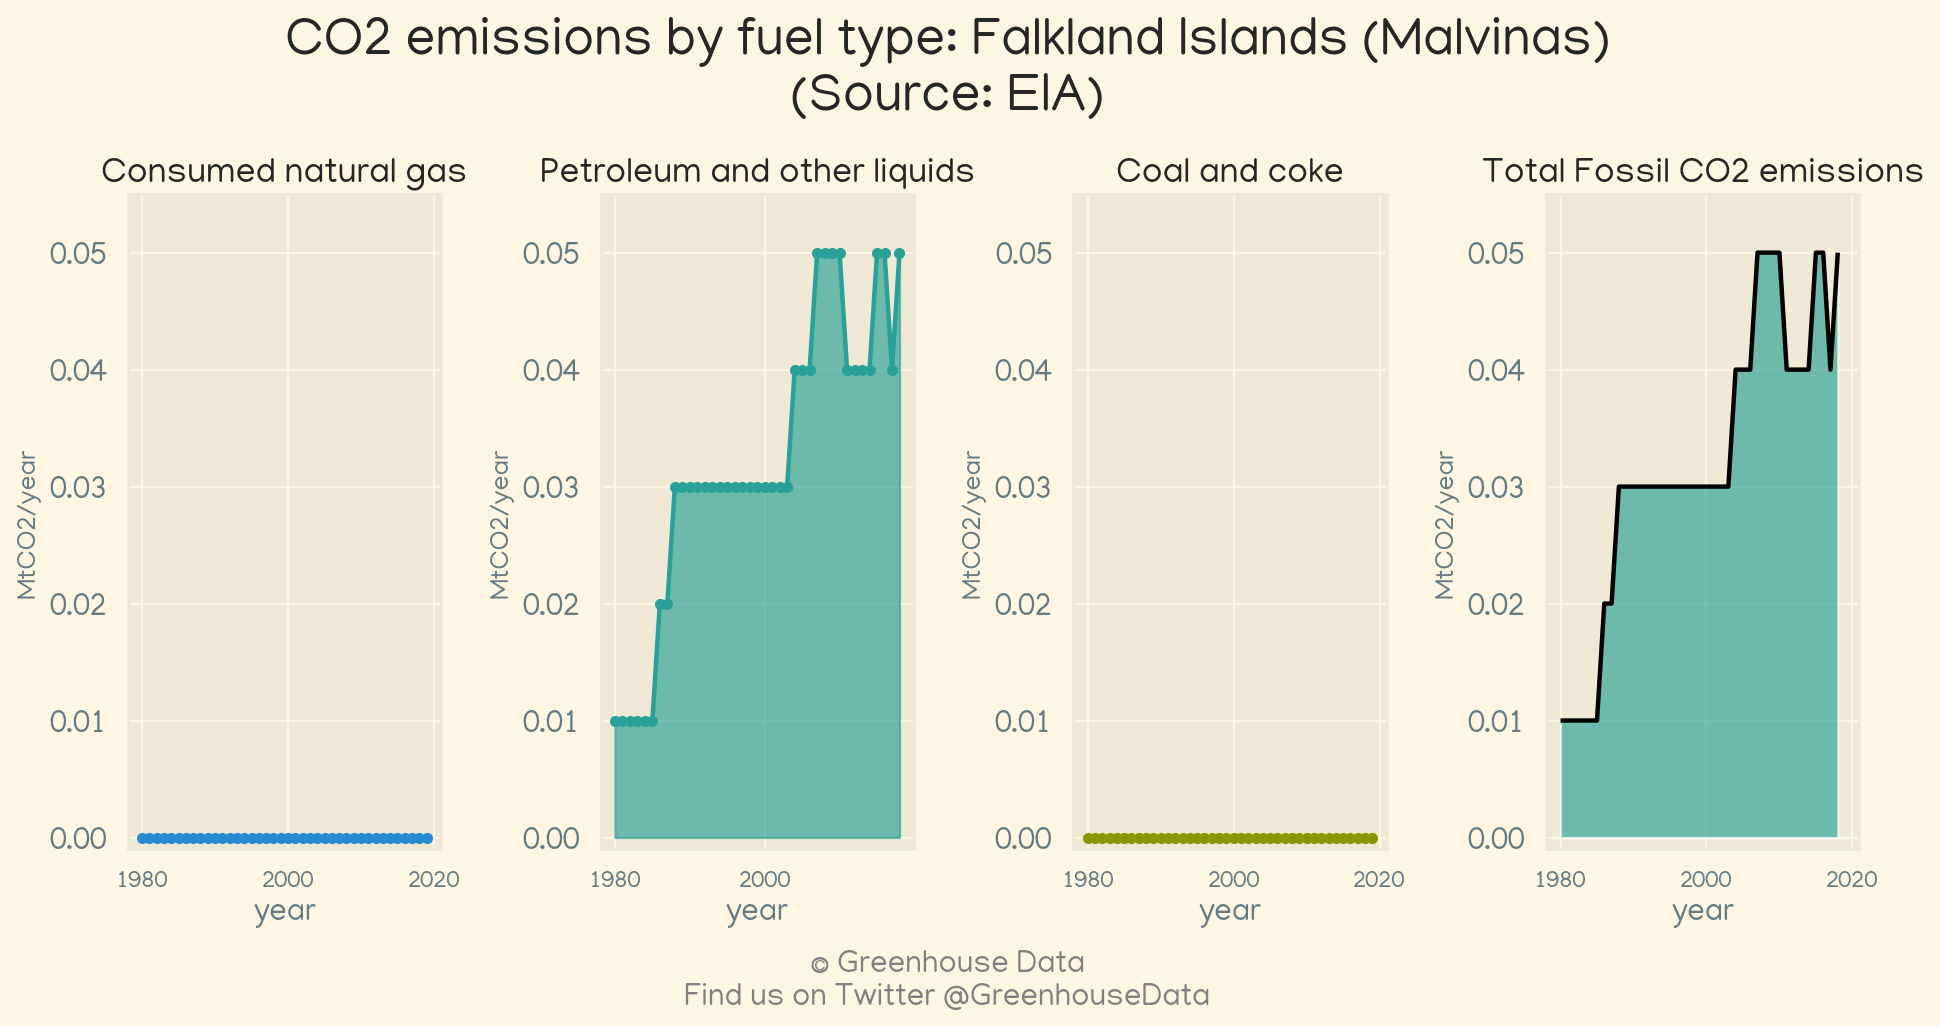 CO2 emissions by fuel type: Falkland Islands (Malvinas)
(Source: EIA)
Consumed natural gas
0.05
0.04
0.03
0.02
0.01
0.00
MtCO2/year
1980 2000 2020
year
Petroleum and other liquids
0.05
0.04
0.03
0.02
0.01
0.00
MtCO2/year
1980 2000
year
Coal and coke
0.05
0.04
0.03
0.02
0.01
0.00
MtCO2/year
1980 2000 2020
year
Total Fossil CO2 emissions
0.05
0.04
0.03
0.02
0.01
0.00
MtCO2/year
1980 2000 2020
year
© Greenhouse Data
Find us on Twitter @GreenhouseData